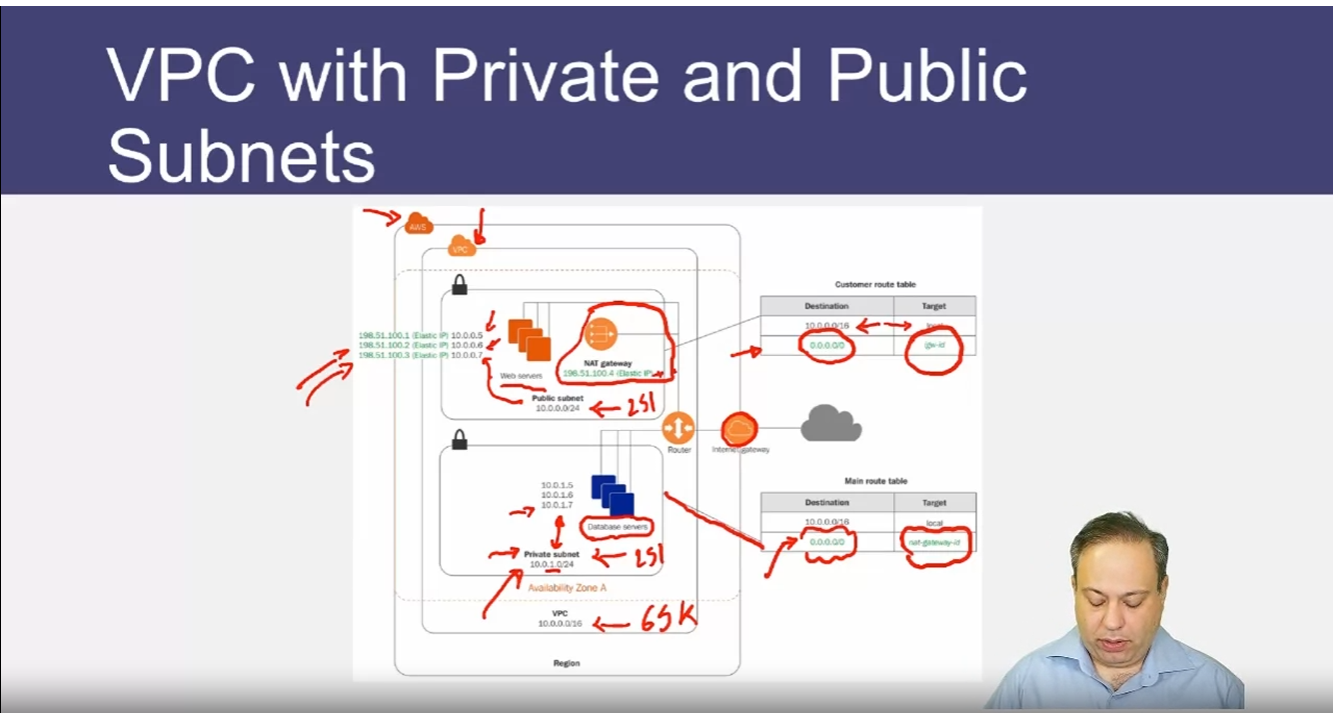 VPC with Private and Public
Subnets
AWS
VPC
198.51.100.1 (Elastic IP) 10.0.0.5
198.51.100.2 (Elastic IP) 10.0.0.6
198.51.100.3 (Elastic IP) 10.0.0.7
Web servers
NAT gateway
198.51.100.4 (Elastic IP)
Public subnet
10.0.0.0/24
251
Customer route table
Destination Target
10.0.0.0/16 local
0.0.0.0/0 igw-id
Router
Internet gateway
10.0.1.5
10.0.1.6
10.0.1.7
Database servers
Private subnet
10.0.1.0/24
251
Main route table
Destination Target
10.0.0.0/16 local
0.0.0.0/0 nat-gateway-id
Availability Zone A
VPC
10.0.0.0/16
65K
Region